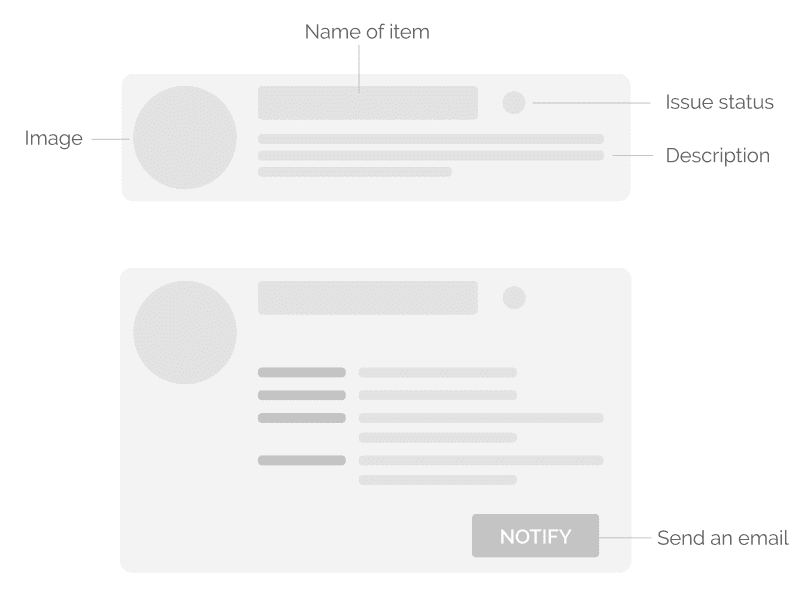 Name of item
Issue status
Image
Description
NOTIFY
Send an email